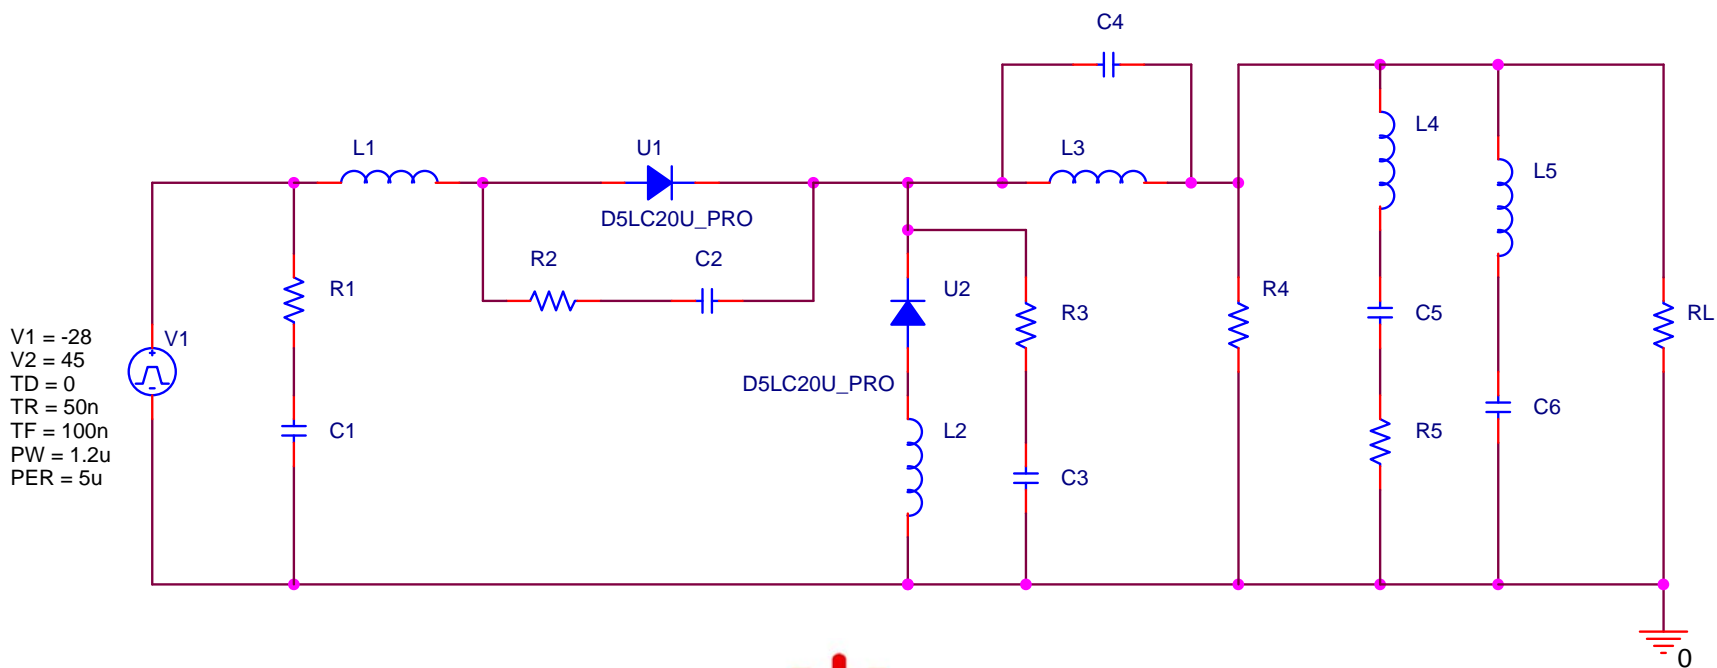 C4
L4
L1
U1
L3
L5
D5LC20U_PRO
R2
C2
R1
U2
R3
R4
C5
RL
V1 = -28
V1
V2 = 45
TD = 0
D5LC20U_PRO
TR = 50n
TF = 100n
C6
C1
L2
R5
PW = 1.2u
PER = 5u
C3
0